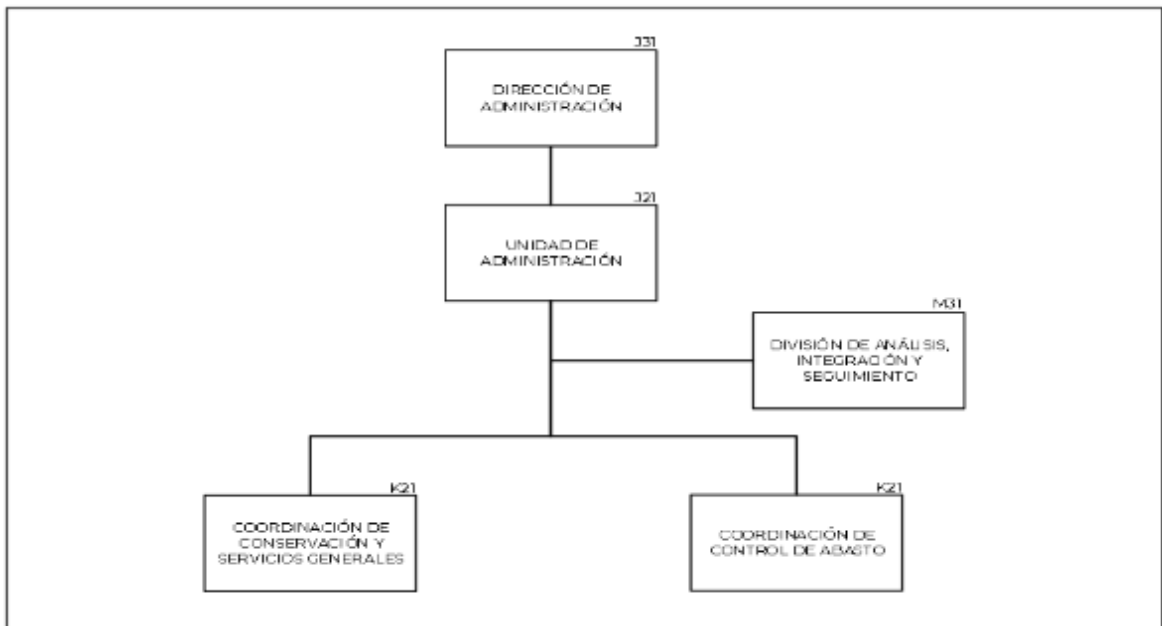 J31
DIRECCIÓN DE
ADMINISTRACIÓN
J21
UNIDAD DE
ADMINISTRACIÓN
M31
DIVISIÓN DE ANÁLISIS,
INTEGRACIÓN Y
SEGUIMIENTO
K21
COORDINACIÓN DE
CONSERVACIÓN Y
SERVICIOS GENERALES
K21
COORDINACIÓN DE
CONTROL DE ABASTO